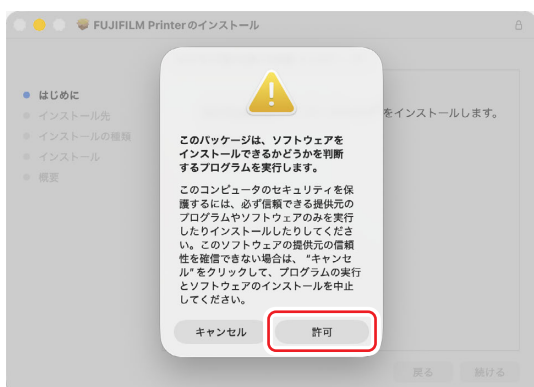 FUJIFILM Printerのインストール
はじめに
インストール先
インストールの種類
インストール
概要
をインストールします。
このパッケージは、ソフトウェアを
インストールできるかどうかを判断
するプログラムを実行します。
このコンピュータのセキュリティを保
護するには、必ず信頼できる提供元の
プログラムやソフトウェアのみを実行
したりインストールしたりしてくださ
い。このソフトウェアの提供元の信頼
性を確信できない場合は、“キャンセ
ル”をクリックして、プログラムの実行
とソフトウェアのインストールを中止
してください。
キャンセル
許可
戻る
続ける